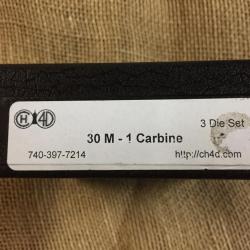 CH4D 3 Die Set
30 M - 1 Carbine
740-397-7214 http://ch4d.com